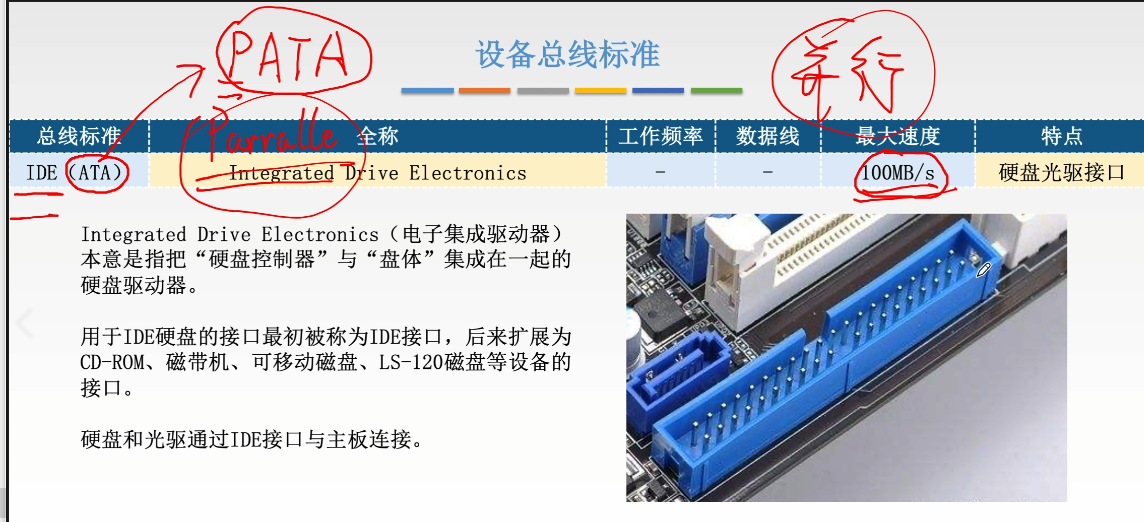 PATA
设备总线标准
并行
Parralle
总线标准 全称 工作频率 数据线 最大速度 特点
IDE（ATA） Integrated Drive Electronics － － 100MB/s 硬盘光驱接口
Integrated Drive Electronics（电子集成驱动器）
本意是指把“硬盘控制器”与“盘体”集成在一起的
硬盘驱动器。
用于IDE硬盘的接口最初被称为IDE接口，后来扩展为
CD-ROM、磁带机、可移动磁盘、LS-120磁盘等设备的
接口。
硬盘和光驱通过IDE接口与主板连接。